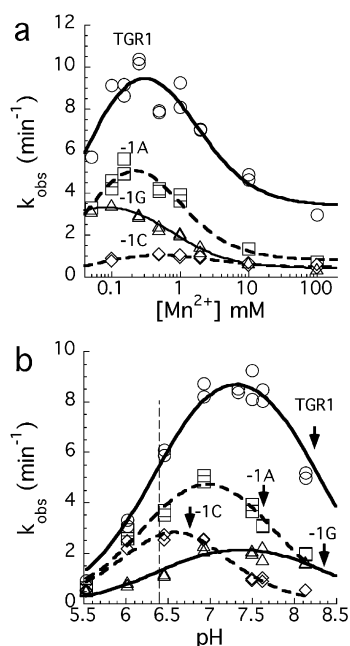 a
TGR1
12
10
8
6
4
2
0
k_obs (min⁻¹)
-1A
-1G
-1C
0.1 1 10 100
[Mn²⁺] mM
b
10
8
6
4
2
0
k_obs (min⁻¹)
TGR1
-1A
-1C
-1G
5.5 6 6.5 7 7.5 8 8.5
pH